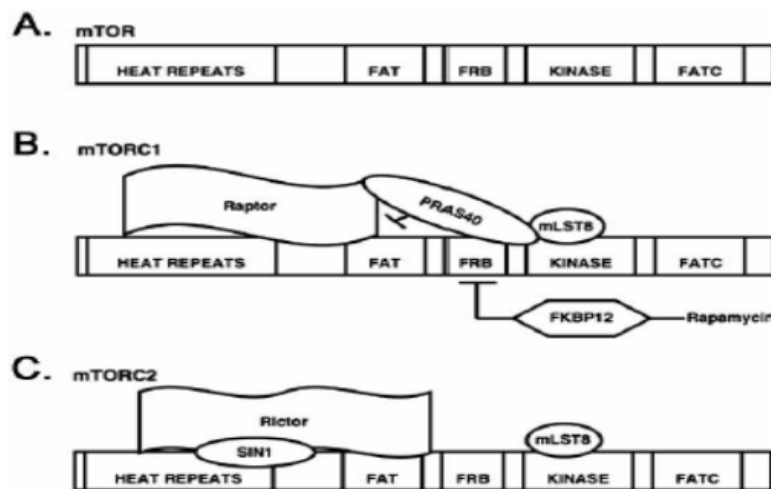 A. mTOR
HEAT REPEATS FAT FRB KINASE FATC
B. mTORC1
Raptor
PRAS40
mLST8
HEAT REPEATS FAT FRB KINASE FATC
FKBP12 Rapamycin
C. mTORC2
Rictor
SIN1
mLST8
HEAT REPEATS FAT FRB KINASE FATC